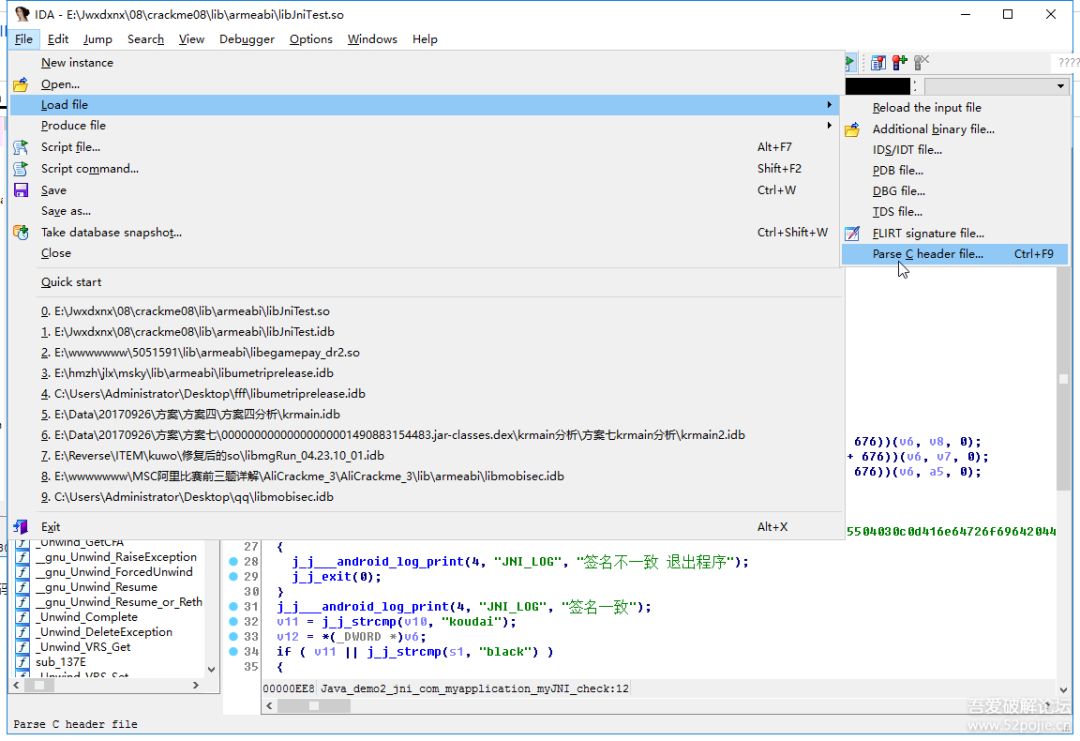 IDA - E:\Jwxdxnx\08\crackme08\lib\armeabi\libJniTest.so
File Edit Jump Search View Debugger Options Windows Help
New instance
Open...
Load file
Produce file
Script file... Alt+F7
Script command... Shift+F2
Save Ctrl+W
Save as...
Take database snapshot... Ctrl+Shift+W
Close
Quick start
0. E:\Jwxdxnx\08\crackme08\lib\armeabi\libJniTest.so
1. E:\Jwxdxnx\08\crackme08\lib\armeabi\libJniTest.idb
2. E:\wwwwwww\5051591\lib\armeabi\libegamepay_dr2.so
3. E:\hmzh\jlx\msky\lib\armeabi\libumetriprelease.idb
4. C:\Users\Administrator\Desktop\fff\libumetriprelease.idb
5. E:\Data\20170926\方案\方案四\方案四分析\krmain.idb
6. E:\Data\20170926\方案\方案七\00000000000000000001490883154483.jar-classes.dex\krmain分析\方案七krmain分析\krmain2.idb
7. E:\Reverse\ITEM\kuwo\修复后的so\libmgRun_04.23.10_01.idb
8. E:\wwwwwww\MSC阿里比赛前三题详解\AliCrackme_3\AliCrackme_3\lib\armeabi\libmobisec.idb
9. C:\Users\Administrator\Desktop\qq\libmobisec.idb
Exit Alt+X
????
Reload the input file
Additional binary file...
IDS/IDT file...
PDB file...
DBG file...
TDS file...
FLIRT signature file...
Parse C header file... Ctrl+F9
676))(v6, v8, 0);
+ 676))(v6, v7, 0);
676))(v6, a5, 0);
5504030c0d416e64726f69642044
_Unwind_GetCFA
__gnu_Unwind_RaiseException
__gnu_Unwind_ForcedUnwind
__gnu_Unwind_Resume
__gnu_Unwind_Resume_or_Reth
_Unwind_Complete
_Unwind_DeleteException
_Unwind_VRS_Get
sub_137E
_Unwind_VRS_Set
27 {
28 j_j___android_log_print(4, "JNI_LOG", "签名不一致 退出程序");
29 j_j_exit(0);
30 }
31 j_j___android_log_print(4, "JNI_LOG", "签名一致");
32 v11 = j_j_strcmp(v10, "koudai");
33 v12 = *(_DWORD *)v6;
34 if ( v11 || j_j_strcmp(s1, "black") )
35 {
00000EE8 Java_demo2_jni_com_myapplication_myJNI_check:12
Parse C header file
吾爱破解论坛
www.52pojie.cn